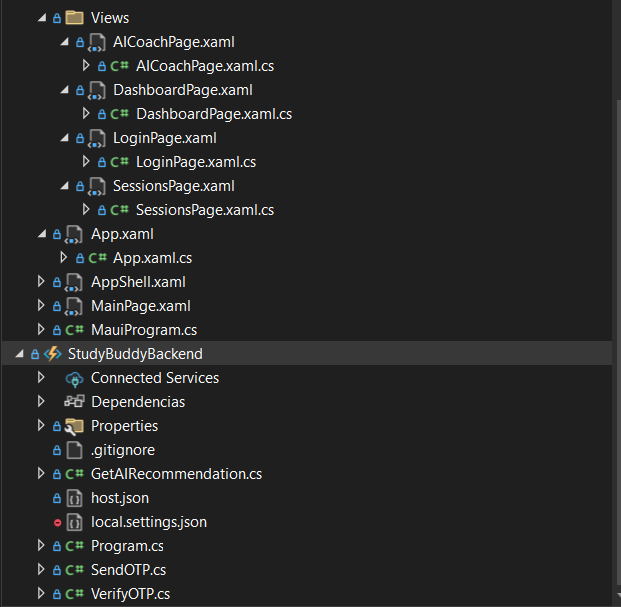 Views
AICoachPage.xaml
C# AICoachPage.xaml.cs
DashboardPage.xaml
C# DashboardPage.xaml.cs
LoginPage.xaml
C# LoginPage.xaml.cs
SessionsPage.xaml
C# SessionsPage.xaml.cs
App.xaml
C# App.xaml.cs
AppShell.xaml
MainPage.xaml
C# MauiProgram.cs
StudyBuddyBackend
Connected Services
Dependencias
Properties
.gitignore
C# GetAIRecommendation.cs
host.json
local.settings.json
C# Program.cs
C# SendOTP.cs
C# VerifyOTP.cs